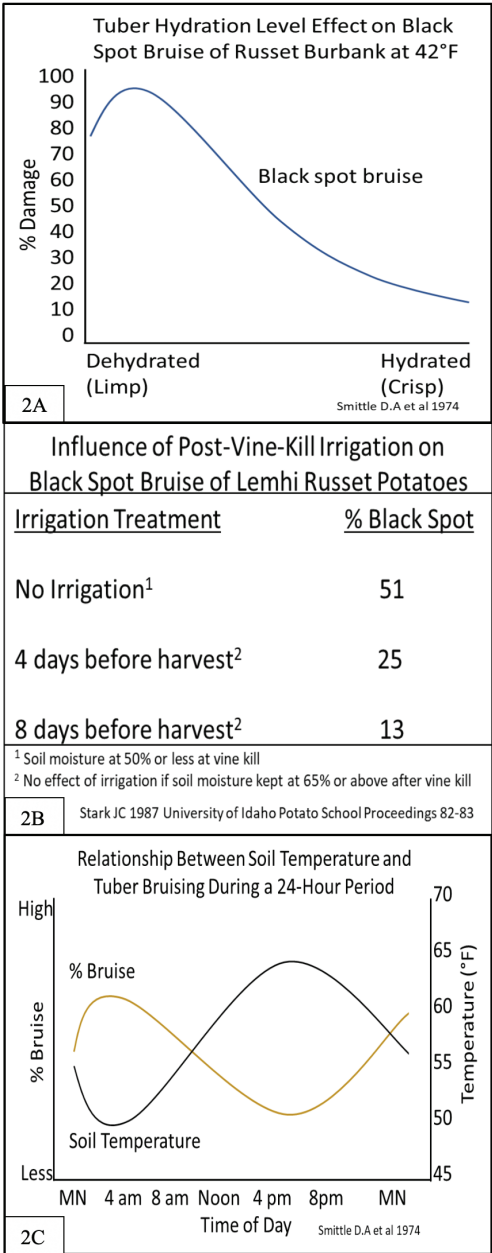 Tuber Hydration Level Effect on Black
Spot Bruise of Russet Burbank at 42°F
100
90
80
70
60
50
40
30
20
10
0
% Damage
Black spot bruise
Dehydrated
(Limp)
Hydrated
(Crisp)
Smittle D.A et al 1974
2A
Influence of Post-Vine-Kill Irrigation on
Black Spot Bruise of Lemhi Russet Potatoes
Irrigation Treatment % Black Spot
No Irrigation¹ 51
4 days before harvest² 25
8 days before harvest² 13
¹ Soil moisture at 50% or less at vine kill
² No effect of irrigation if soil moisture kept at 65% or above after vine kill
2B
Stark JC 1987 University of Idaho Potato School Proceedings 82-83
Relationship Between Soil Temperature and
Tuber Bruising During a 24-Hour Period
High
Less
% Bruise
% Bruise
Soil Temperature
70
65
60
55
50
45
Temperature (°F)
MN 4 am 8 am Noon 4 pm 8pm MN
Time of Day
Smittle D.A et al 1974
2C